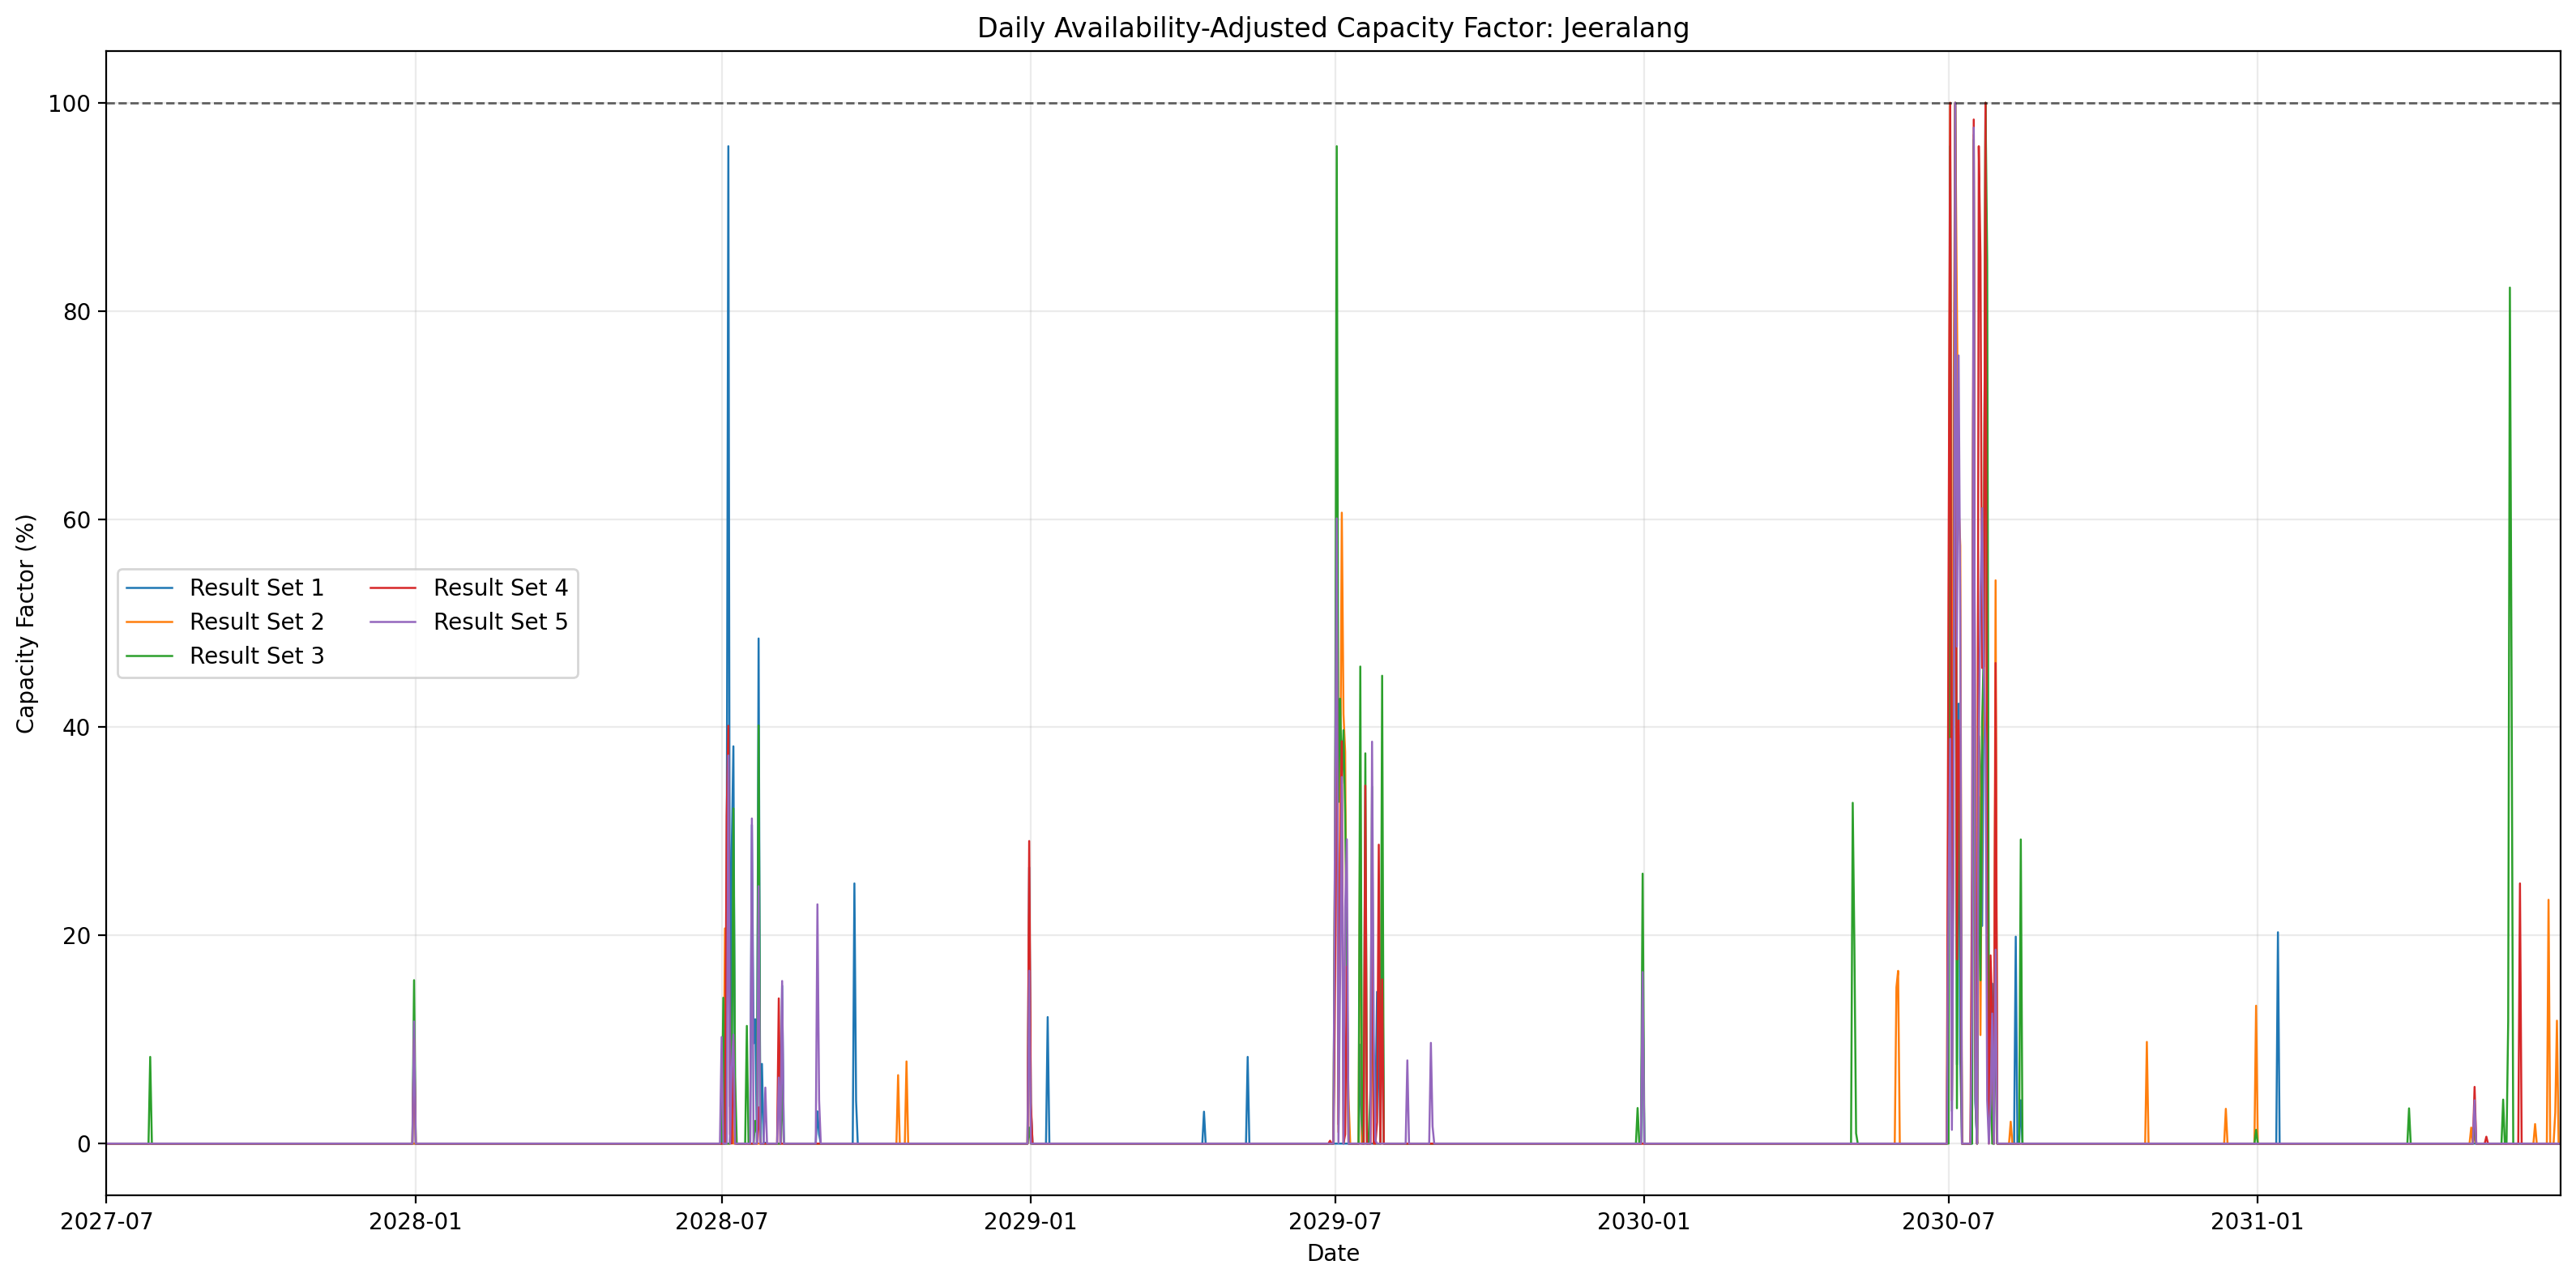 Daily Availability-Adjusted Capacity Factor: Jeeralang
Capacity Factor (%)
100
80
60
40
20
0
Result Set 1
Result Set 2
Result Set 3
Result Set 4
Result Set 5
2027-07
2028-01
2028-07
2029-01
2029-07
2030-01
2030-07
2031-01
Date